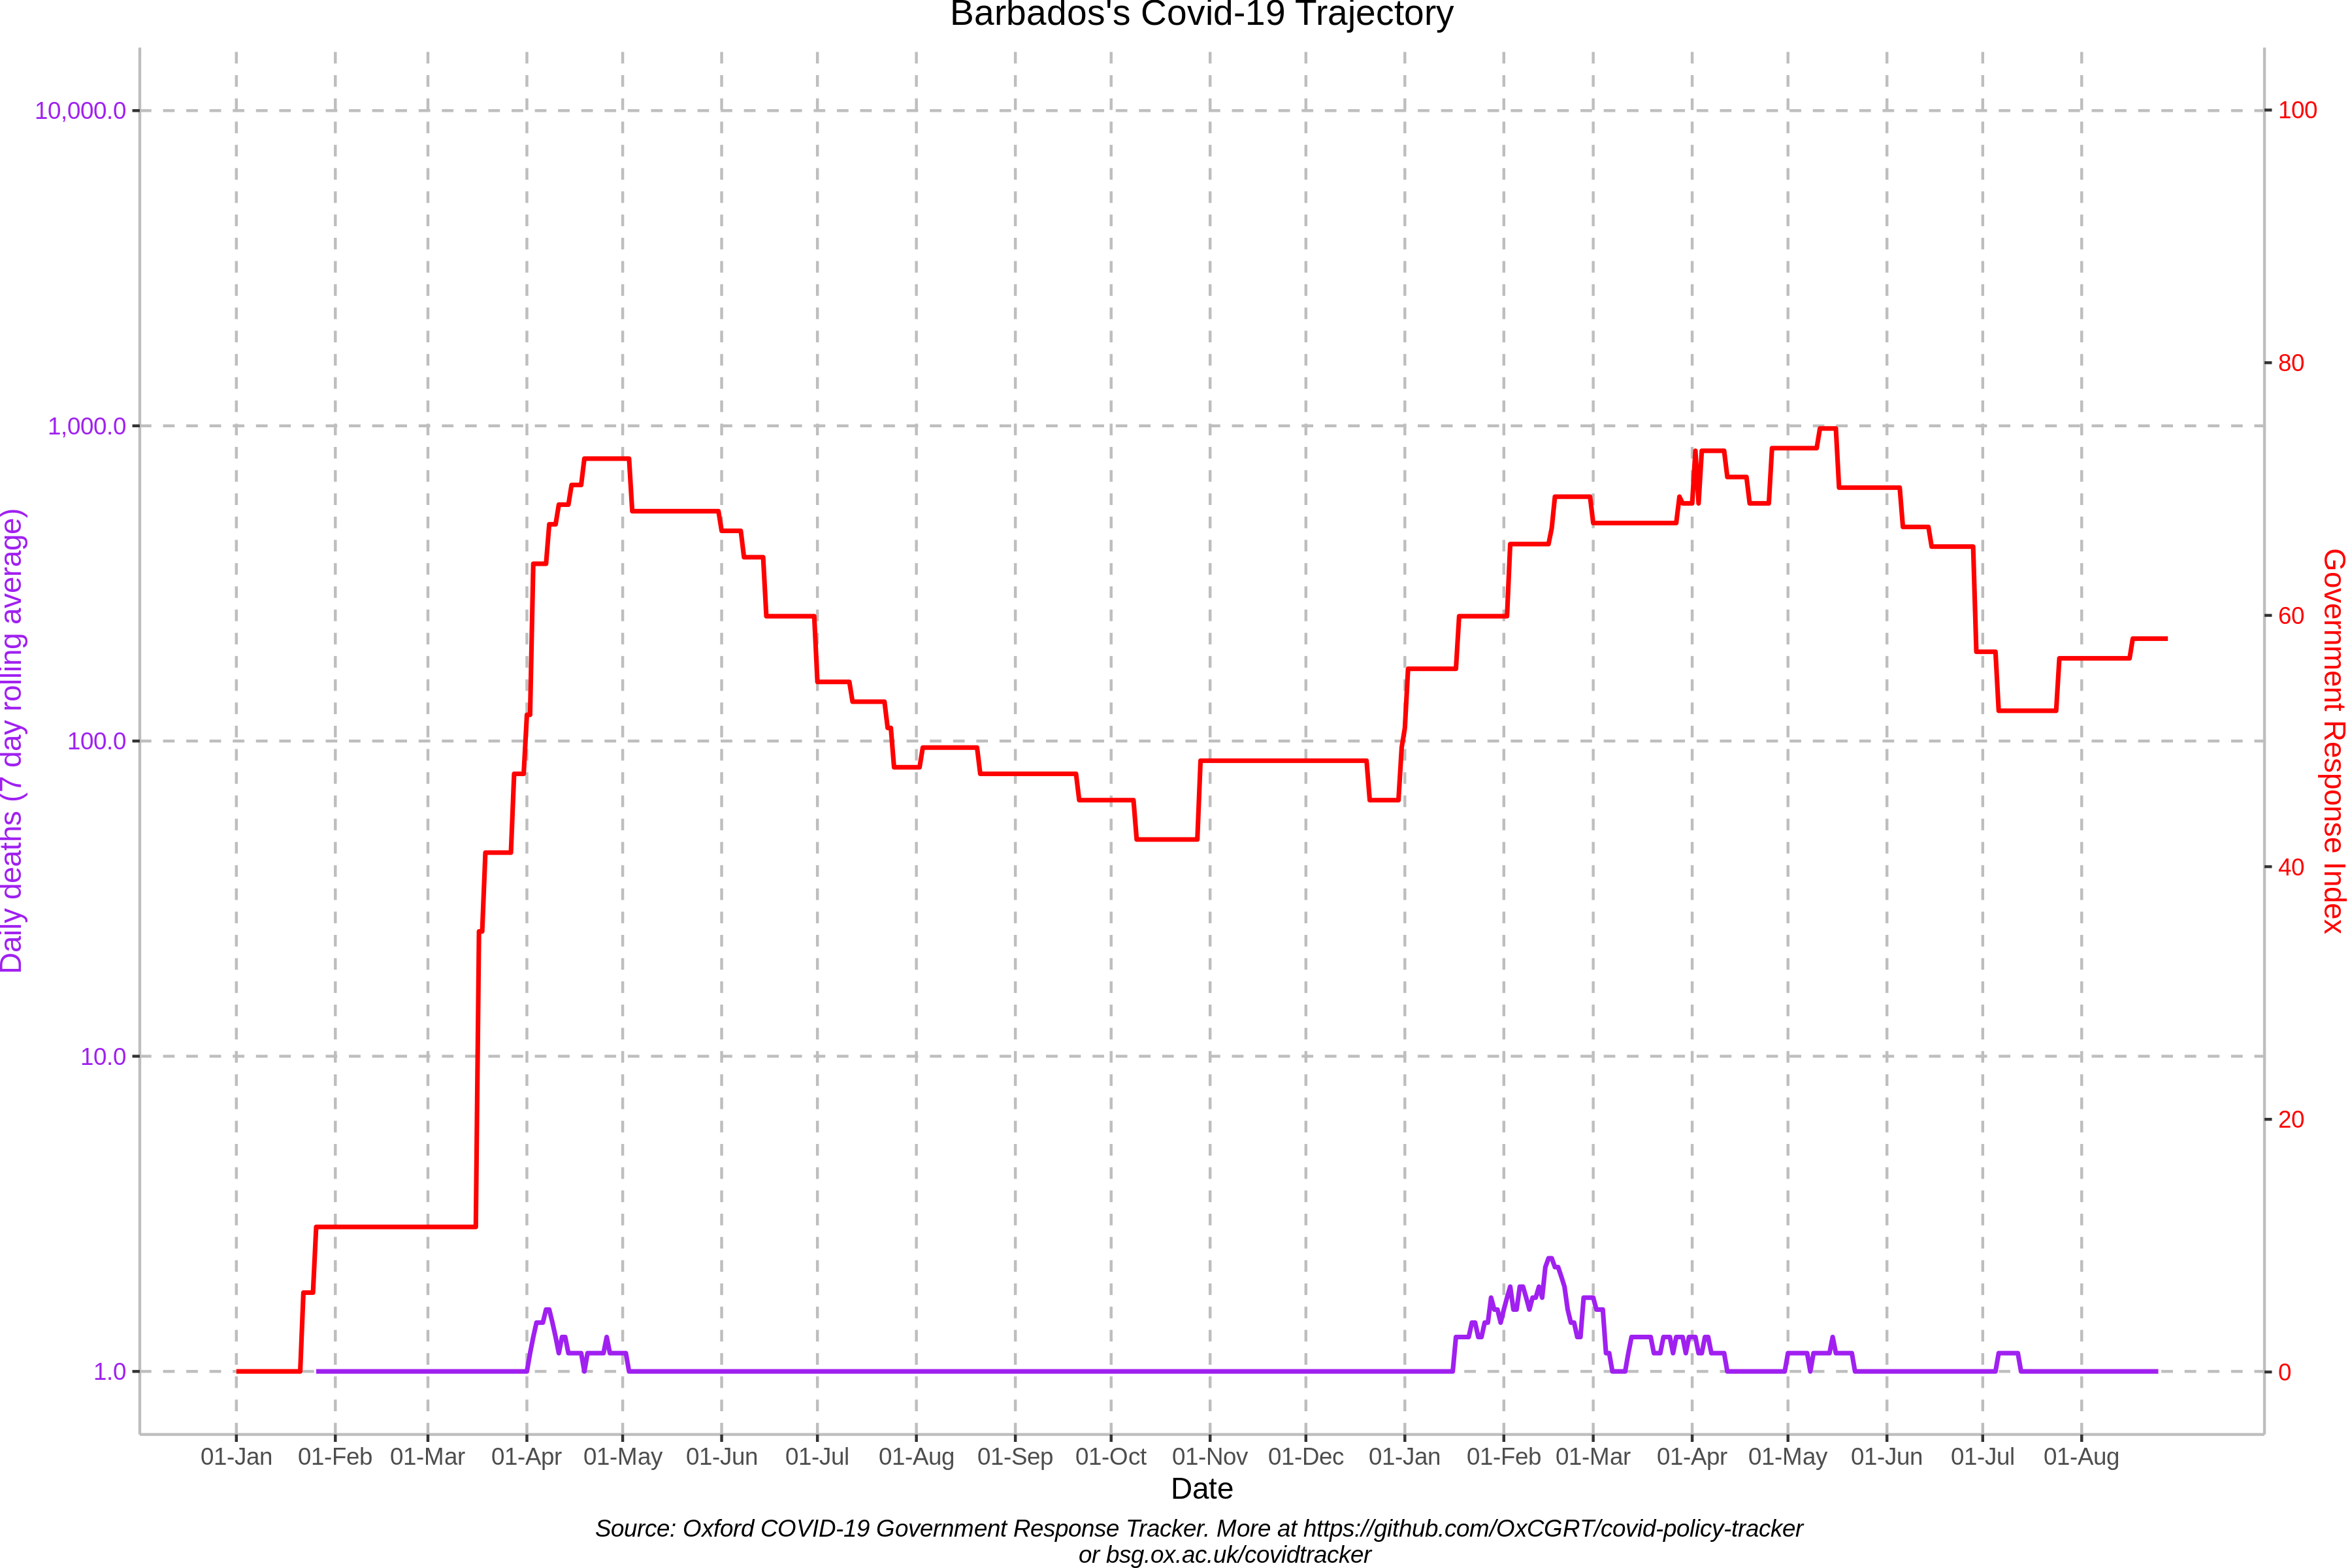 Barbados's Covid-19 Trajectory
10,000.0
1,000.0
100.0
10.0
1.0
Daily deaths (7 day rolling average)
100
80
60
40
20
0
Government Response Index
01-Jan 01-Feb 01-Mar 01-Apr 01-May 01-Jun 01-Jul 01-Aug 01-Sep 01-Oct 01-Nov 01-Dec 01-Jan 01-Feb 01-Mar 01-Apr 01-May 01-Jun 01-Jul 01-Aug
Date
Source: Oxford COVID-19 Government Response Tracker. More at https://github.com/OxCGRT/covid-policy-tracker
or bsg.ox.ac.uk/covidtracker